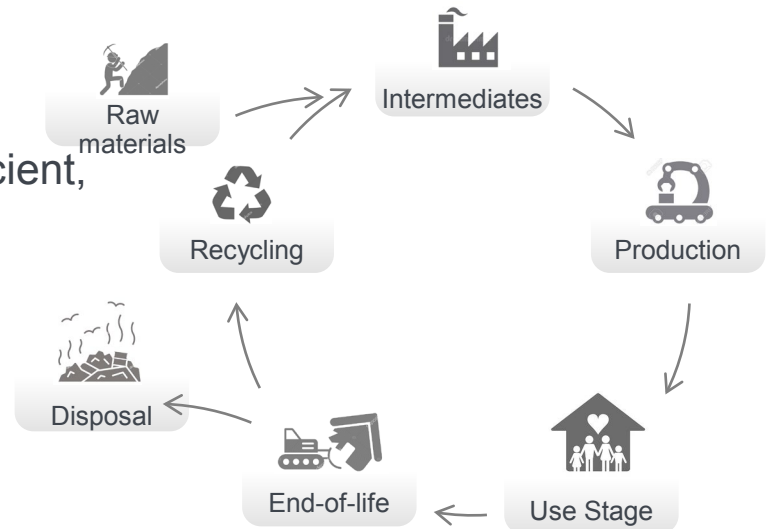 Intermediates
Raw
materials
cient,
Recycling
Production
Disposal
End-of-life
Use Stage